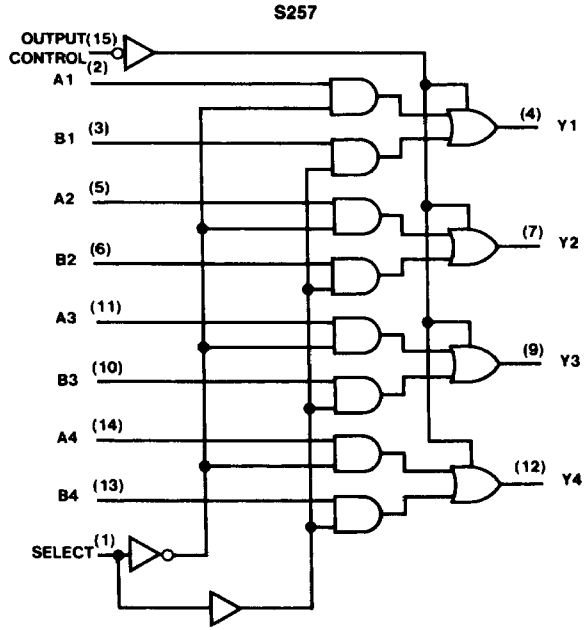 S257
OUTPUT (15)
CONTROL
(2)
A1
(4)
Y1
(3)
B1
(5)
A2
(7)
Y2
(6)
B2
(11)
A3
(9)
Y3
(10)
B3
(14)
A4
(12)
Y4
(13)
B4
SELECT (1)